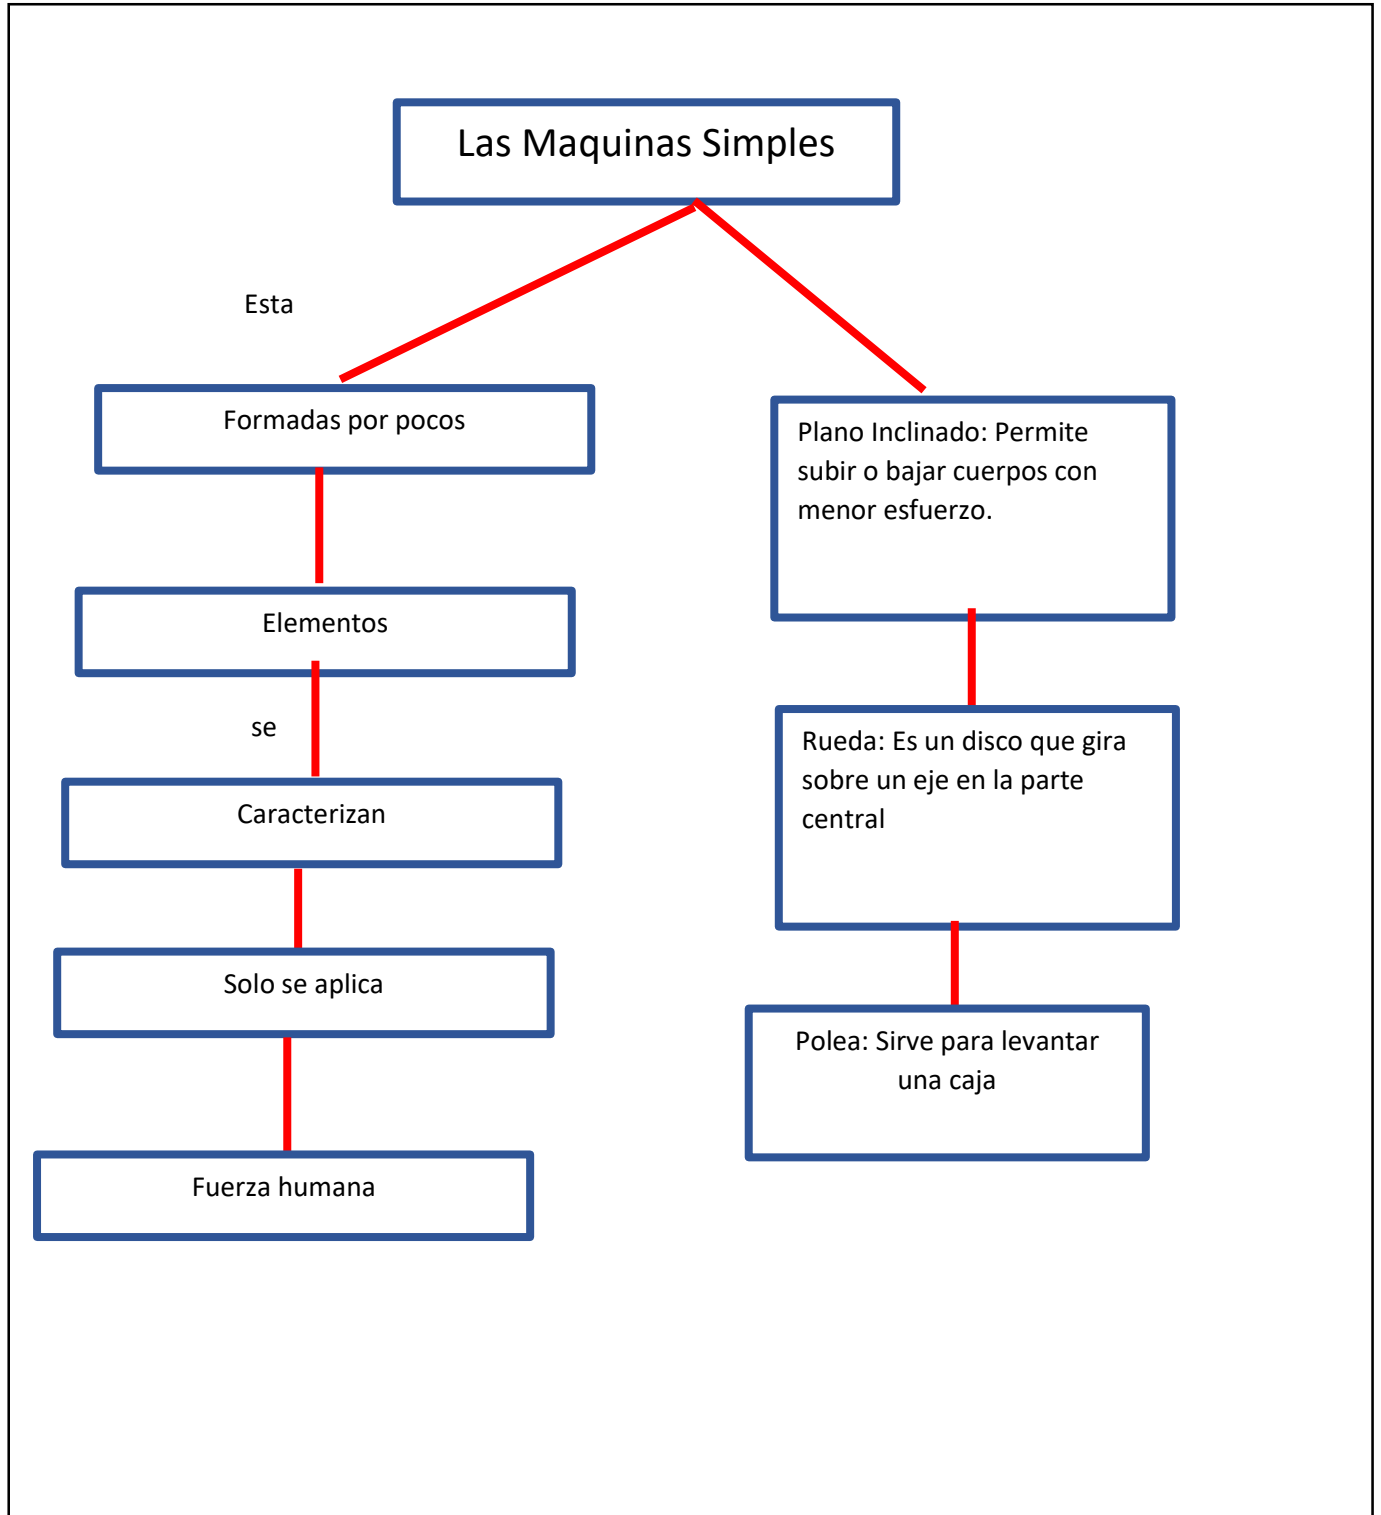 Las Maquinas Simples
Esta
Formadas por pocos
Elementos
se
Caracterizan
Solo se aplica
Fuerza humana
Plano Inclinado: Permite
subir o bajar cuerpos con
menor esfuerzo.
Rueda: Es un disco que gira
sobre un eje en la parte
central
Polea: Sirve para levantar
una caja